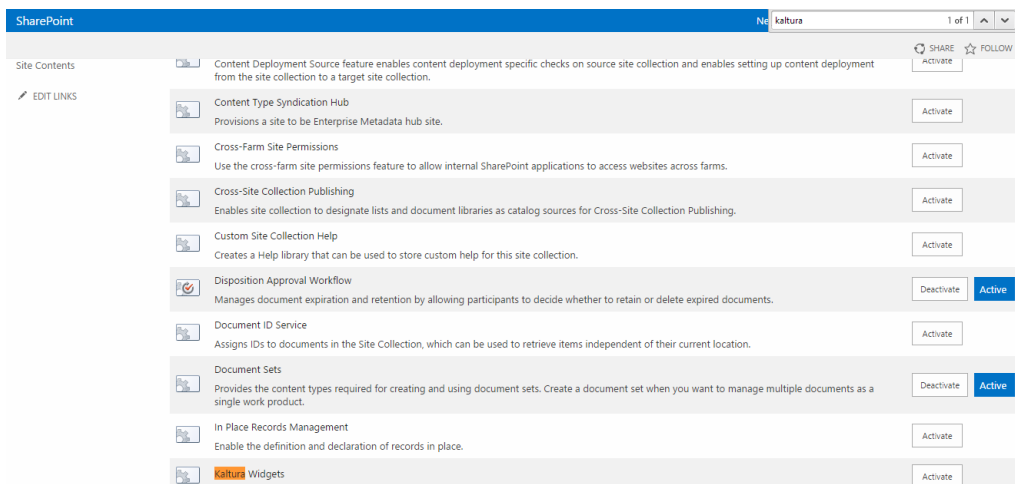 SharePoint
Ne
kaltura
1 of 1
SHARE
FOLLOW
Site Contents
EDIT LINKS
Content Deployment Source feature enables content deployment specific checks on source site collection and enables setting up content deployment
from the site collection to a target site collection.
Activate
Content Type Syndication Hub
Provisions a site to be Enterprise Metadata hub site.
Activate
Cross-Farm Site Permissions
Use the cross-farm site permissions feature to allow internal SharePoint applications to access websites across farms.
Activate
Cross-Site Collection Publishing
Enables site collection to designate lists and document libraries as catalog sources for Cross-Site Collection Publishing.
Activate
Custom Site Collection Help
Creates a Help library that can be used to store custom help for this site collection.
Activate
Disposition Approval Workflow
Manages document expiration and retention by allowing participants to decide whether to retain or delete expired documents.
Deactivate
Active
Document ID Service
Assigns IDs to documents in the Site Collection, which can be used to retrieve items independent of their current location.
Activate
Document Sets
Provides the content types required for creating and using document sets. Create a document set when you want to manage multiple documents as a
single work product.
Deactivate
Active
In Place Records Management
Enable the definition and declaration of records in place.
Activate
Kaltura Widgets
Activate